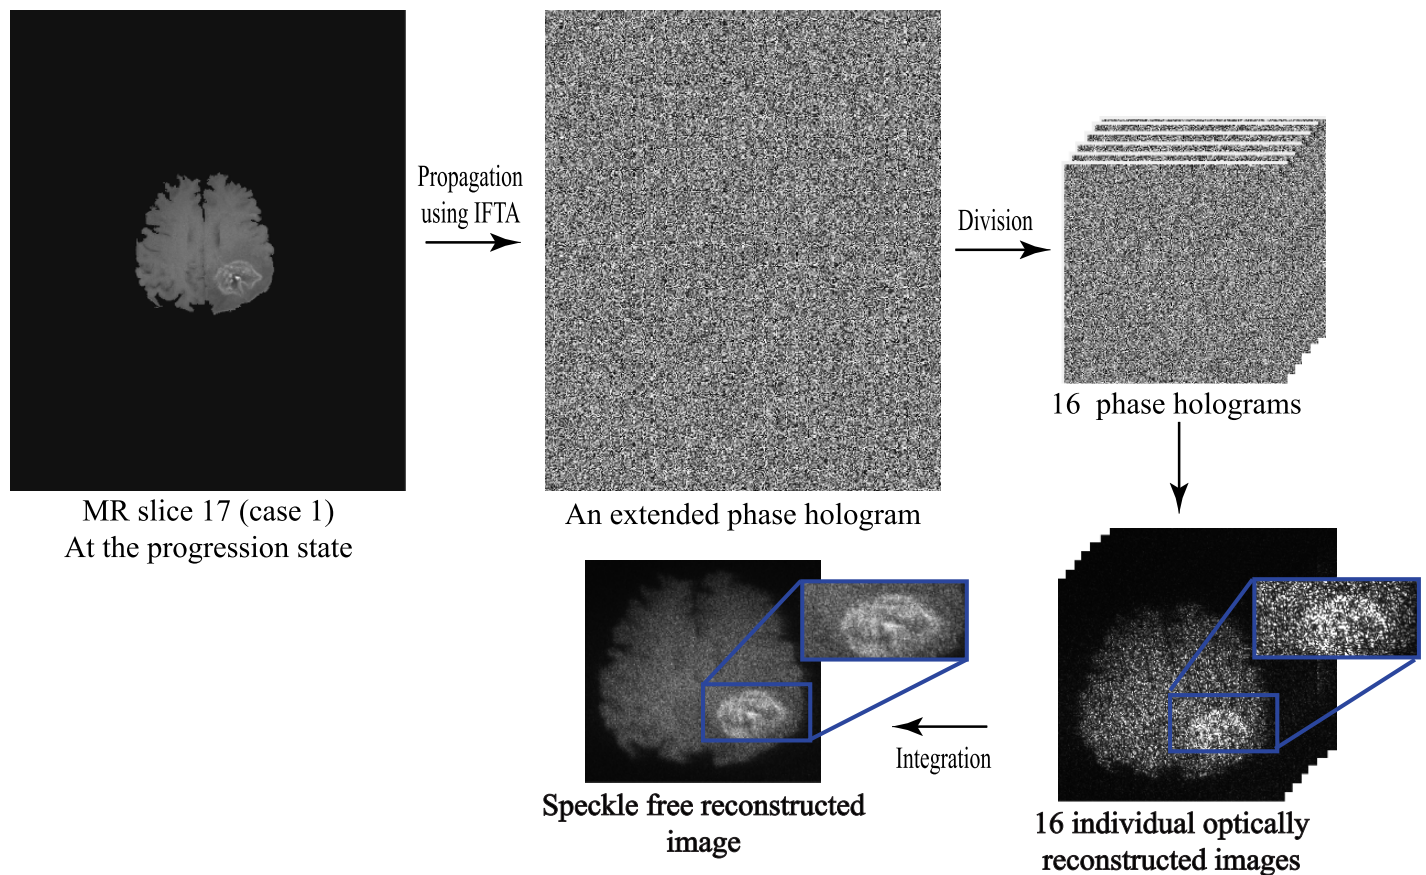 Propagation
using IFTA
Division
16 phase holograms
MR slice 17 (case 1)
At the progression state
An extended phase hologram
Integration
Speckle free reconstructed
image
16 individual optically
reconstructed images